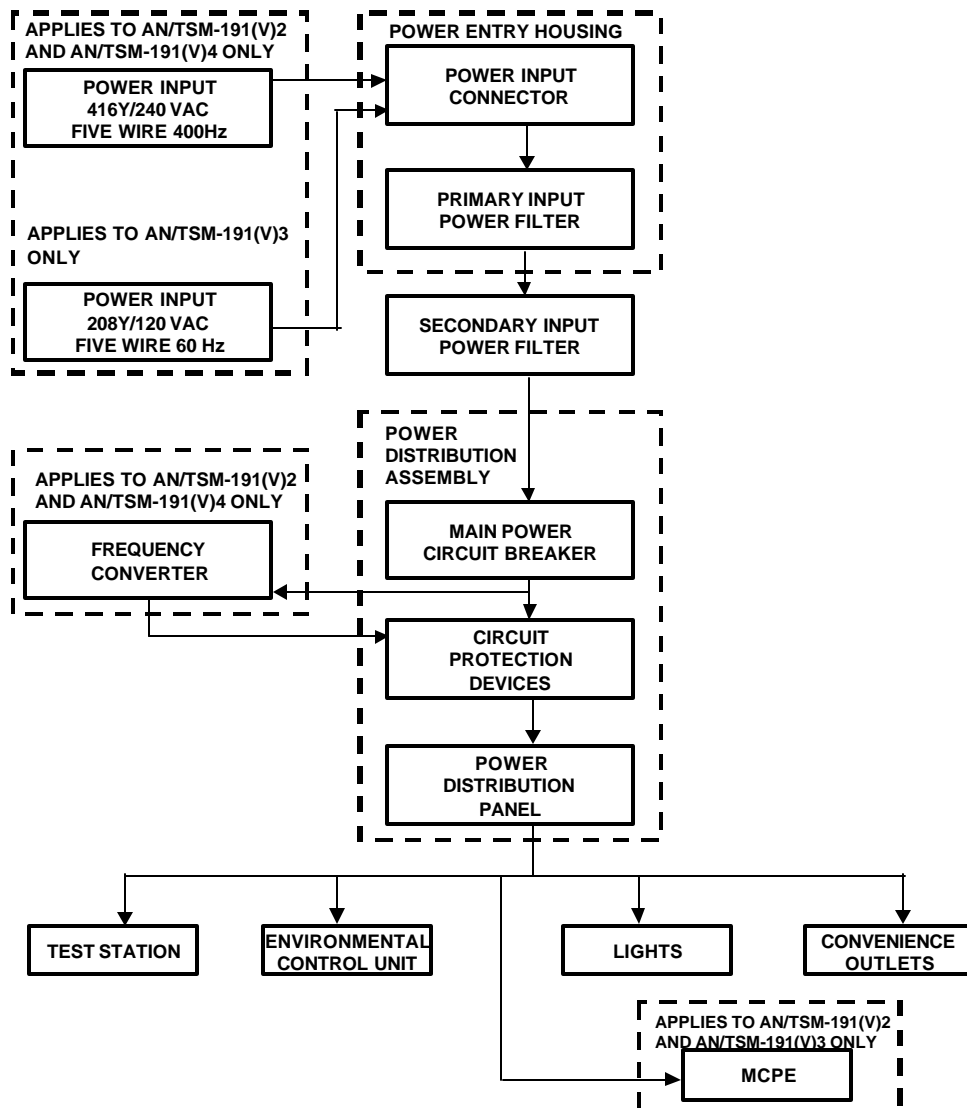 APPLIES TO AN/TSM-191(V)2
AND AN/TSM-191(V)4 ONLY
POWER INPUT
416Y/240 VAC
FIVE WIRE 400Hz
APPLIES TO AN/TSM-191(V)3
ONLY
POWER INPUT
208Y/120 VAC
FIVE WIRE 60 Hz
POWER ENTRY HOUSING
POWER INPUT
CONNECTOR
PRIMARY INPUT
POWER FILTER
SECONDARY INPUT
POWER FILTER
POWER
DISTRIBUTION
ASSEMBLY
MAIN POWER
CIRCUIT BREAKER
APPLIES TO AN/TSM-191(V)2
AND AN/TSM-191(V)4 ONLY
FREQUENCY
CONVERTER
CIRCUIT
PROTECTION
DEVICES
POWER
DISTRIBUTION
PANEL
TEST STATION
ENVIRONMENTAL
CONTROL UNIT
LIGHTS
CONVENIENCE
OUTLETS
APPLIES TO AN/TSM-191(V)2
AND AN/TSM-191(V)3 ONLY
MCPE